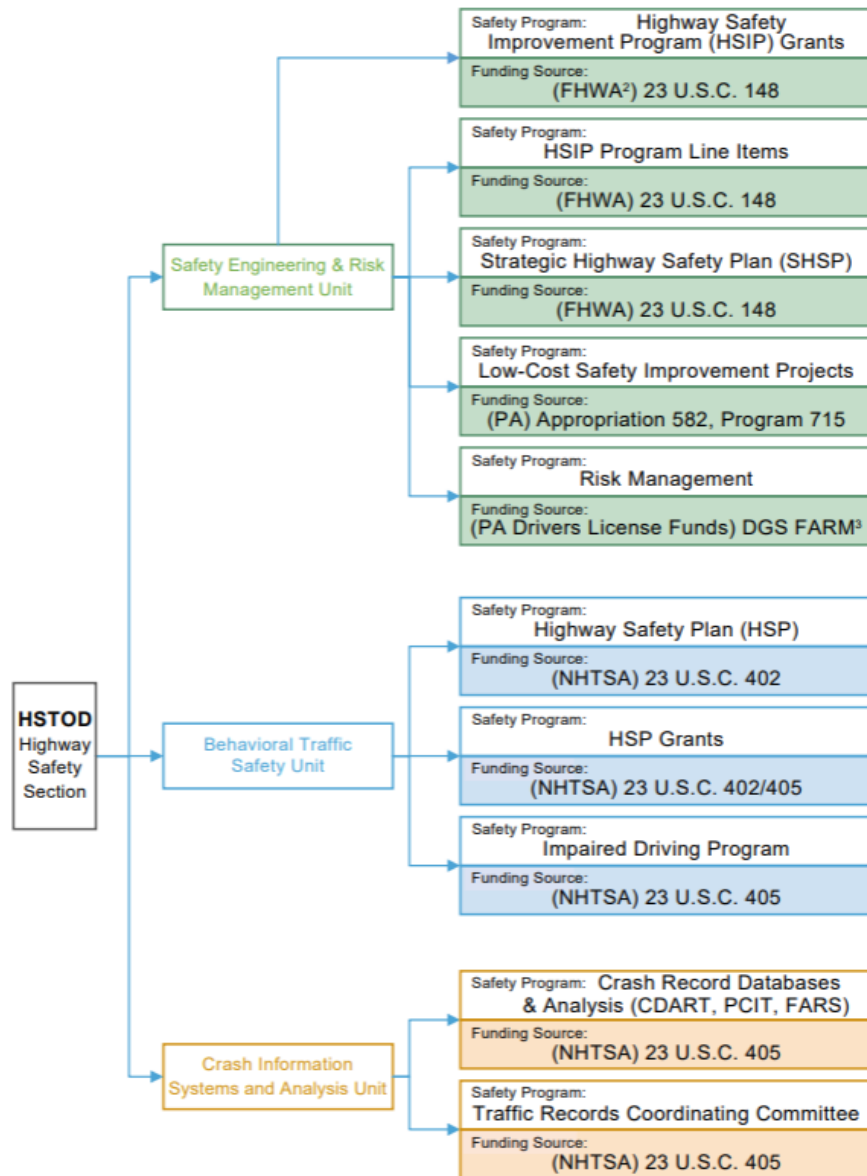 Safety Program: Highway Safety
Improvement Program (HSIP) Grants
Funding Source:
(FHWA²) 23 U.S.C. 148
Safety Program:
HSIP Program Line Items
Funding Source:
(FHWA) 23 U.S.C. 148
Safety Engineering & Risk
Management Unit
Safety Program:
Strategic Highway Safety Plan (SHSP)
Funding Source:
(FHWA) 23 U.S.C. 148
Safety Program:
Low-Cost Safety Improvement Projects
Funding Source:
(PA) Appropriation 582, Program 715
Safety Program:
Risk Management
Funding Source:
(PA Drivers License Funds) DGS FARM³
HSTOD
Highway
Safety
Section
Behavioral Traffic
Safety Unit
Safety Program:
Highway Safety Plan (HSP)
Funding Source:
(NHTSA) 23 U.S.C. 402
Safety Program:
HSP Grants
Funding Source:
(NHTSA) 23 U.S.C. 402/405
Safety Program:
Impaired Driving Program
Funding Source:
(NHTSA) 23 U.S.C. 405
Crash Information
Systems and Analysis Unit
Safety Program: Crash Record Databases
& Analysis (CDART, PCIT, FARS)
Funding Source:
(NHTSA) 23 U.S.C. 405
Safety Program:
Traffic Records Coordinating Committee
Funding Source:
(NHTSA) 23 U.S.C. 405